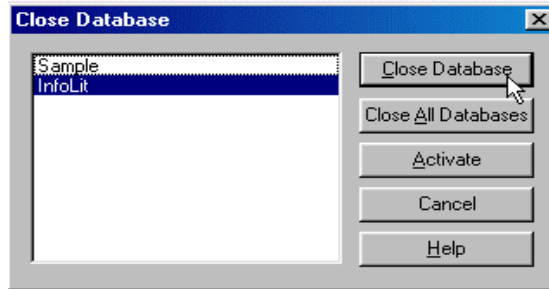 Close Database
Sample
InfoLit
Close Database
Close All Databases
Activate
Cancel
Help